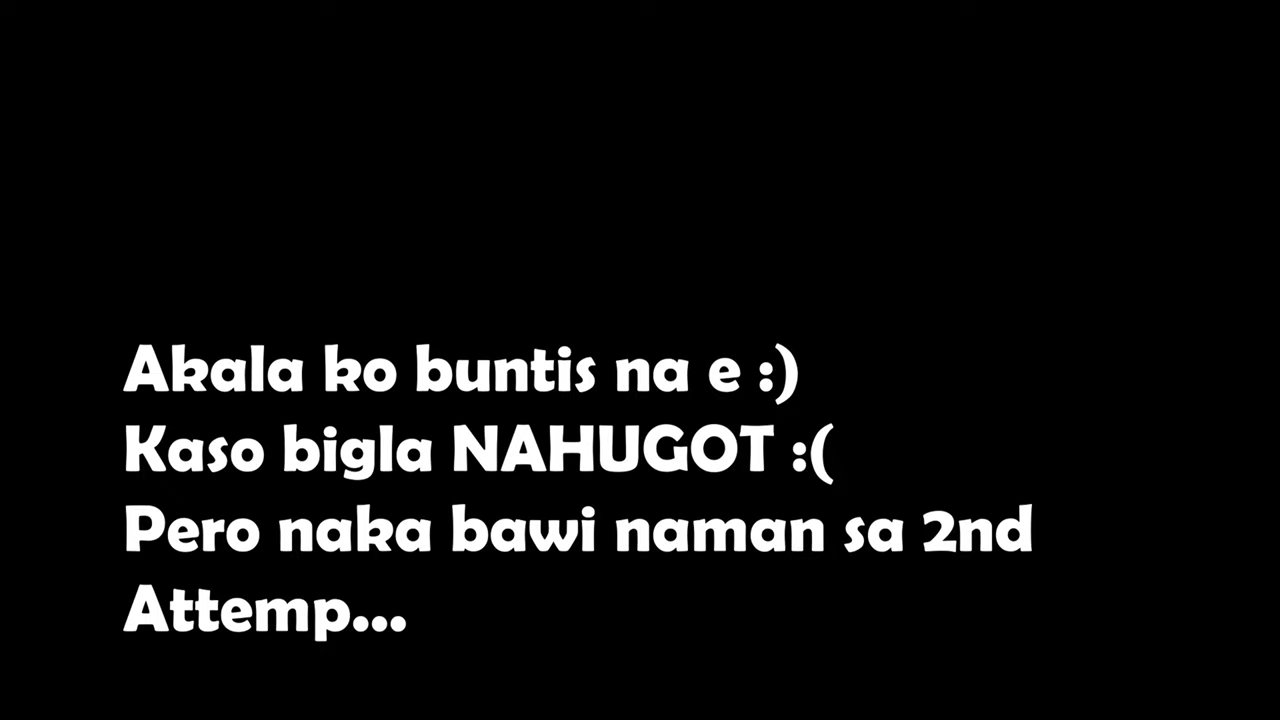 Akala ko buntis na e :)
Kaso bigla NAHUGOT :(
Pero naka bawi naman sa 2nd
Attemp...